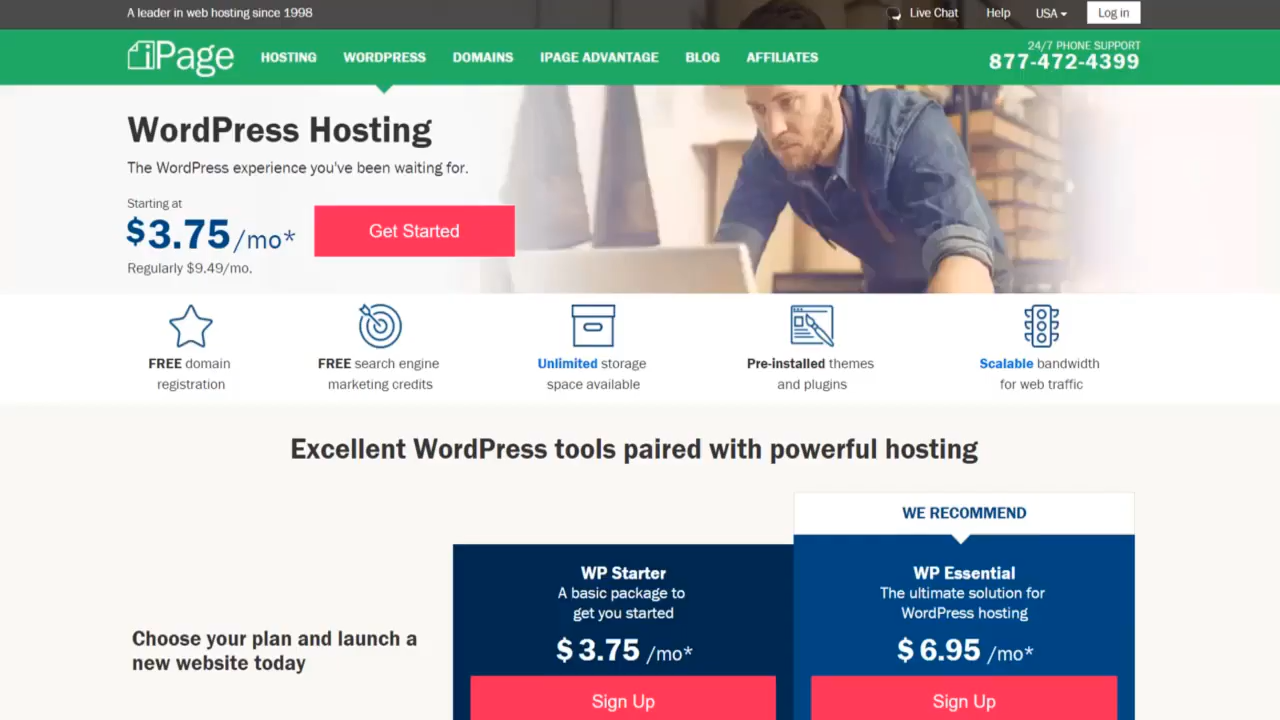 A leader in web hosting since 1998
Live Chat
Help
USA
Log in
iPage
HOSTING
WORDPRESS
DOMAINS
IPAGE ADVANTAGE
BLOG
AFFILIATES
24/7 PHONE SUPPORT
877-472-4399
WordPress Hosting
The WordPress experience you've been waiting for.
Starting at
$3.75/mo*
Get Started
Regularly $9.49/mo.
FREE domain
registration
FREE search engine
marketing credits
Unlimited storage
space available
Pre-installed themes
and plugins
Scalable bandwidth
for web traffic
Excellent WordPress tools paired with powerful hosting
WE RECOMMEND
Choose your plan and launch a
new website today
WP Starter
A basic package to
get you started
$3.75 /mo*
Sign Up
WP Essential
The ultimate solution for
WordPress hosting
$6.95 /mo*
Sign Up